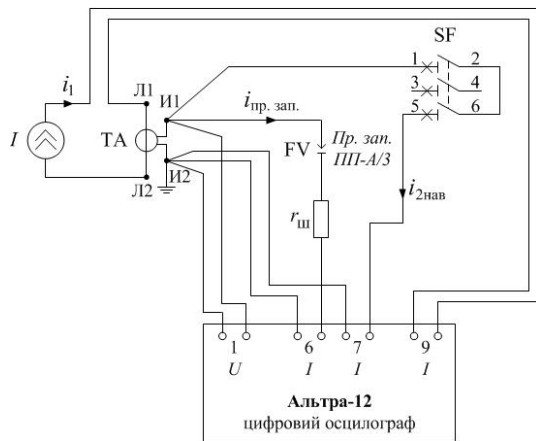 SF
i₁
Л1
И1
1
2
iпр. зап.
3
4
5
6
I
TA
FV
Пр. зап.
ПП-А/3
И2
Л2
i₂нав
rш
1
6
7
9
U
I
I
I
Альтра-12
цифровий осцилограф